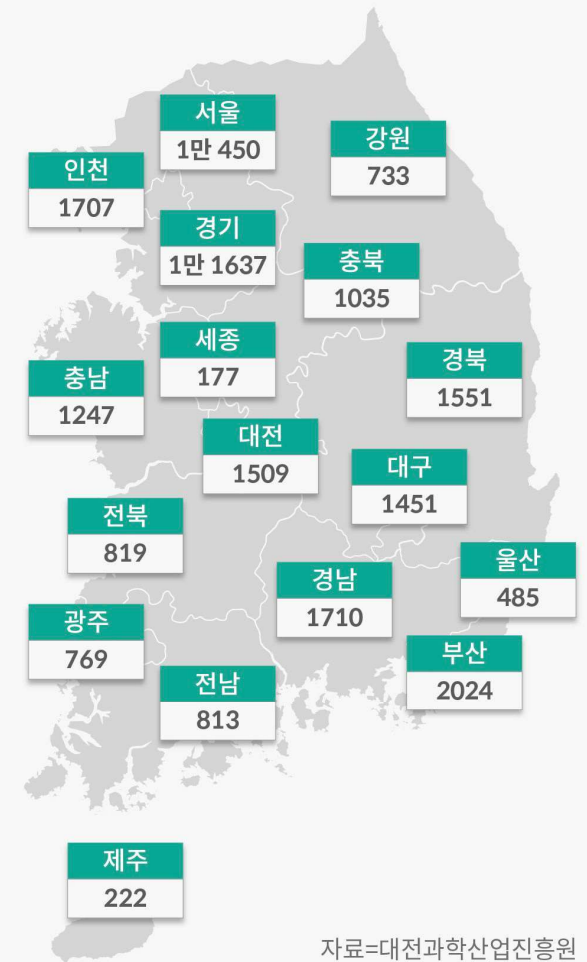 서울
1만 450
강원
733
인천
1707
경기
1만 1637
충북
1035
세종
177
경북
1551
충남
1247
대전
1509
대구
1451
전북
819
울산
485
경남
1710
광주
769
부산
2024
전남
813
제주
222
자료=대전과학산업진흥원